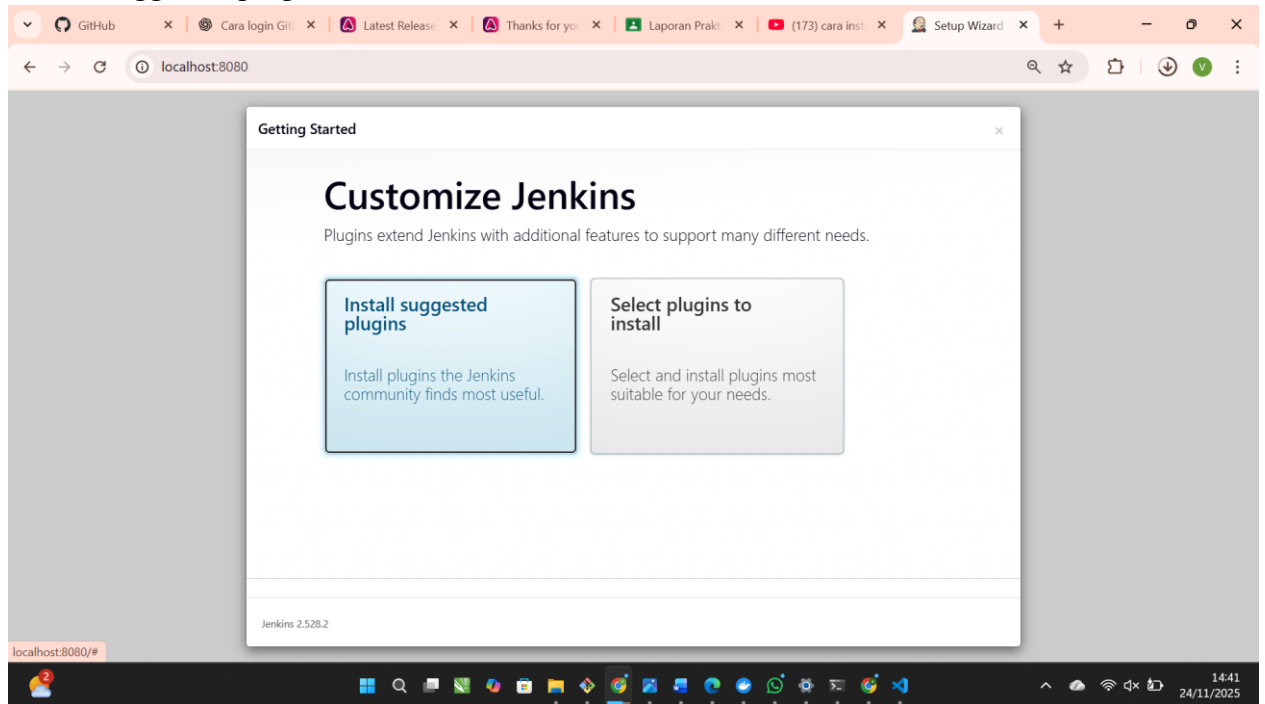 GitHub
Cara login Git
Latest Release
Thanks for you
Laporan Prakt
(173) cara inst
Setup Wizard
localhost:8080
V
Getting Started
Customize Jenkins
Plugins extend Jenkins with additional features to support many different needs.
Install suggested
plugins
Install plugins the Jenkins
community finds most useful.
Select plugins to
install
Select and install plugins most
suitable for your needs.
Jenkins 2.528.2
localhost:8080/#
2
14:41
24/11/2025